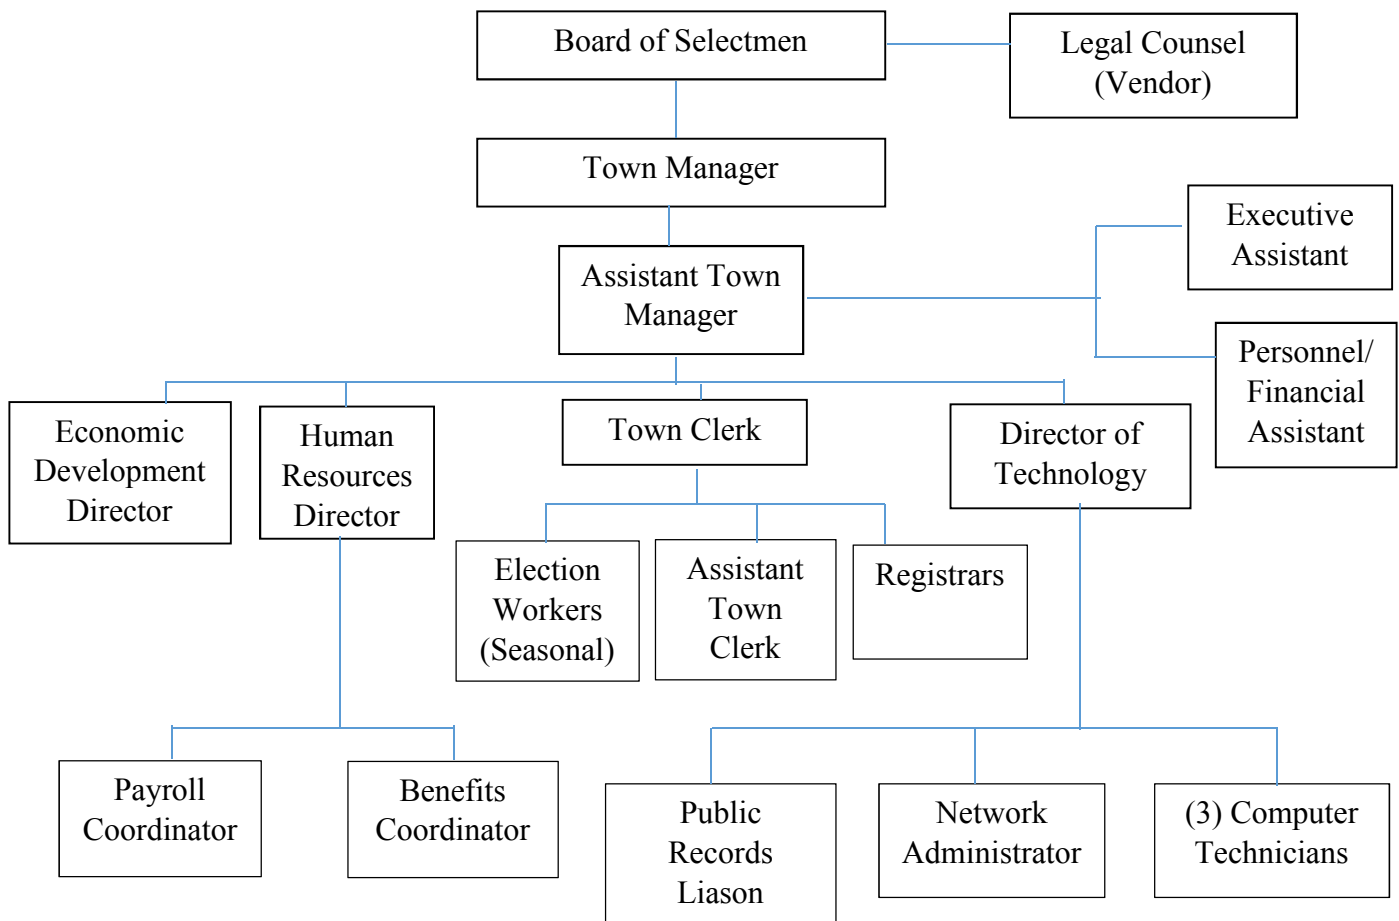 Board of Selectmen
Legal Counsel
(Vendor)
Town Manager
Executive
Assistant
Assistant Town
Manager
Personnel/
Financial
Assistant
Economic
Development
Director
Human
Resources
Director
Town Clerk
Director of
Technology
Election
Workers
(Seasonal)
Assistant
Town
Clerk
Registrars
Payroll
Coordinator
Benefits
Coordinator
Public
Records
Liason
Network
Administrator
(3) Computer
Technicians